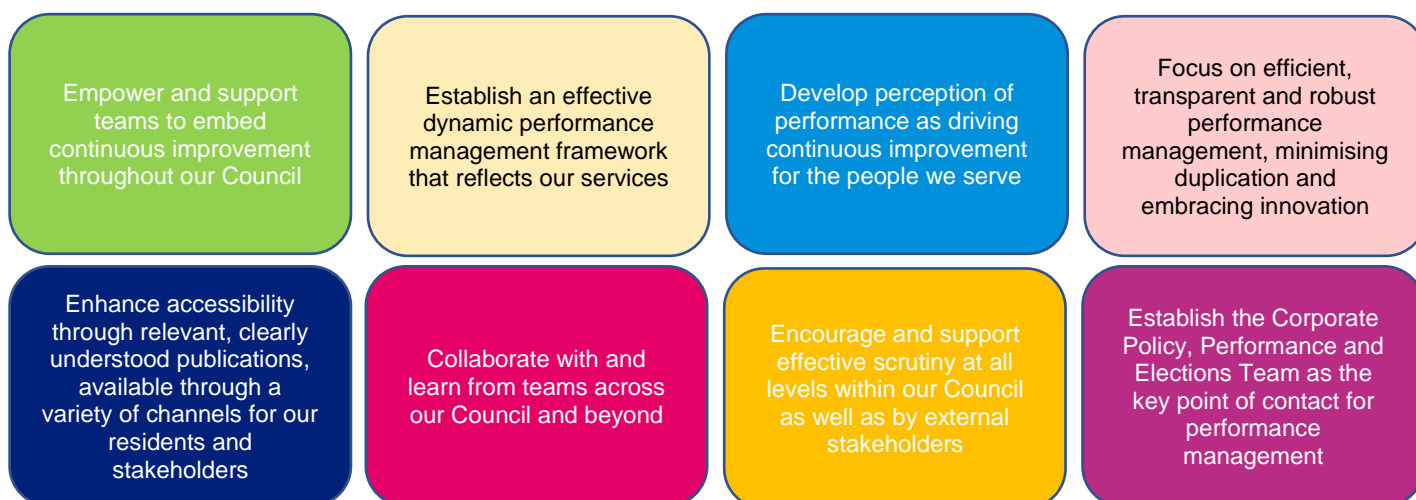 Empower and support
teams to embed
continuous improvement
throughout our Council
Establish an effective
dynamic performance
management framework
that reflects our services
Develop perception of
performance as driving
continuous improvement
for the people we serve
Focus on efficient,
transparent and robust
performance
management, minimising
duplication and
embracing innovation
Enhance accessibility
through relevant, clearly
understood publications,
available through a
variety of channels for our
residents and
stakeholders
Collaborate with and
learn from teams across
our Council and beyond
Encourage and support
effective scrutiny at all
levels within our Council
as well as by external
stakeholders
Establish the Corporate
Policy, Performance and
Elections Team as the
key point of contact for
performance
management